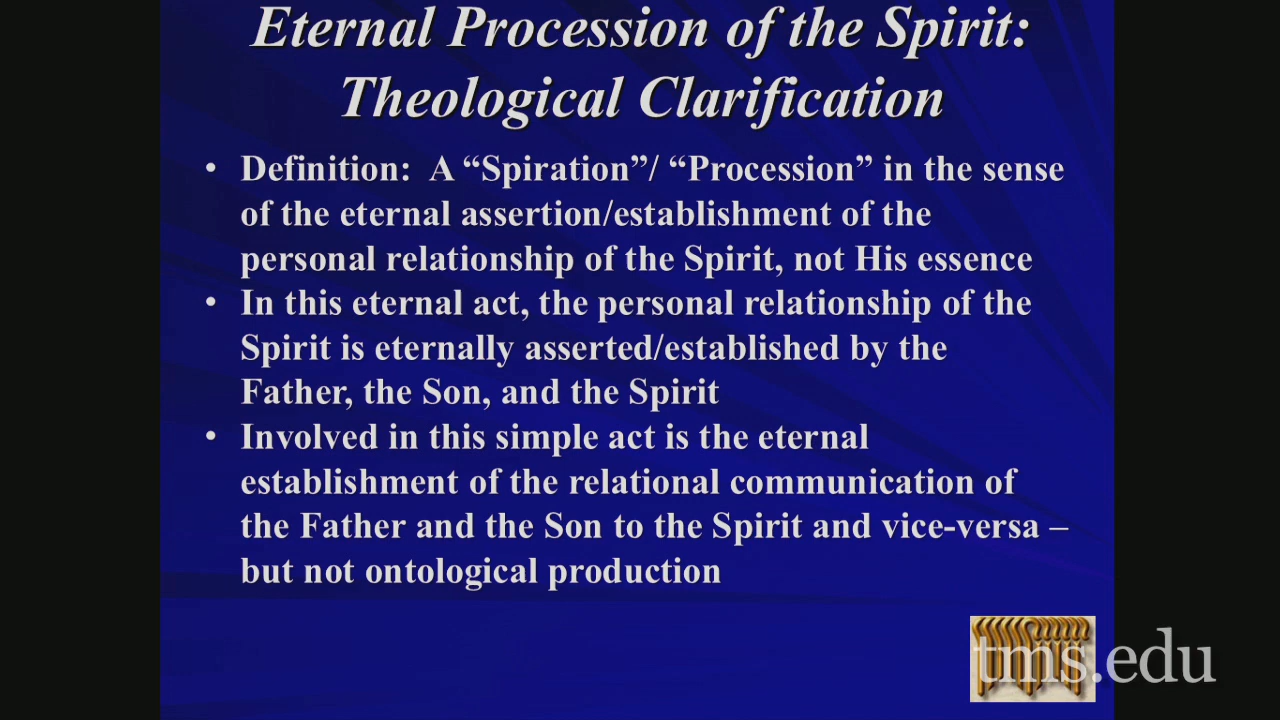 Eternal Procession of the Spirit:
Theological Clarification
• Definition:  A “Spiration”/ “Procession” in the sense
of the eternal assertion/establishment of the
personal relationship of the Spirit, not His essence
• In this eternal act, the personal relationship of the
Spirit is eternally asserted/established by the
Father, the Son, and the Spirit
• Involved in this simple act is the eternal
establishment of the relational communication of
the Father and the Son to the Spirit and vice-versa –
but not ontological production
tms.edu